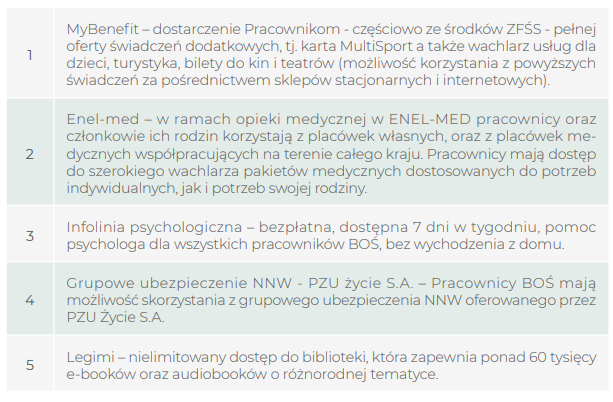 1
MyBenefit – dostarczenie Pracownikom - częściowo ze środków ZFŚS - pełnej
oferty świadczeń dodatkowych, tj. karta MultiSport a także wachlarz usług dla
dzieci, turystyka, bilety do kin i teatrów (możliwość korzystania z powyższych
świadczeń za pośrednictwem sklepów stacjonarnych i internetowych).
2
Enel-med – w ramach opieki medycznej w ENEL-MED pracownicy oraz
członkowie ich rodzin korzystają z placówek własnych, oraz z placówek me-
dycznych współpracujących na terenie całego kraju. Pracownicy mają dostęp
do szerokiego wachlarza pakietów medycznych dostosowanych do potrzeb
indywidualnych, jak i potrzeb swojej rodziny.
3
Infolinia psychologiczna – bezpłatna, dostępna 7 dni w tygodniu, pomoc
psychologa dla wszystkich pracowników BOŚ, bez wychodzenia z domu.
4
Grupowe ubezpieczenie NNW - PZU życie S.A. – Pracownicy BOŚ mają
możliwość skorzystania z grupowego ubezpieczenia NNW oferowanego przez
PZU Życie S.A.
5
Legimi – nielimitowany dostęp do biblioteki, która zapewnia ponad 60 tysięcy
e-booków oraz audiobooków o różnorodnej tematyce.